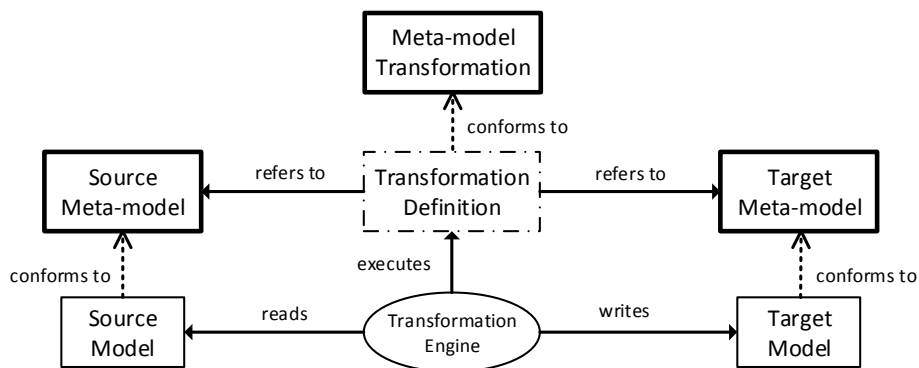 Meta-model
Transformation
conforms to
Source
Meta-model
refers to
Transformation
Definition
refers to
Target
Meta-model
conforms to
executes
conforms to
Source
Model
reads
Transformation
Engine
writes
Target
Model